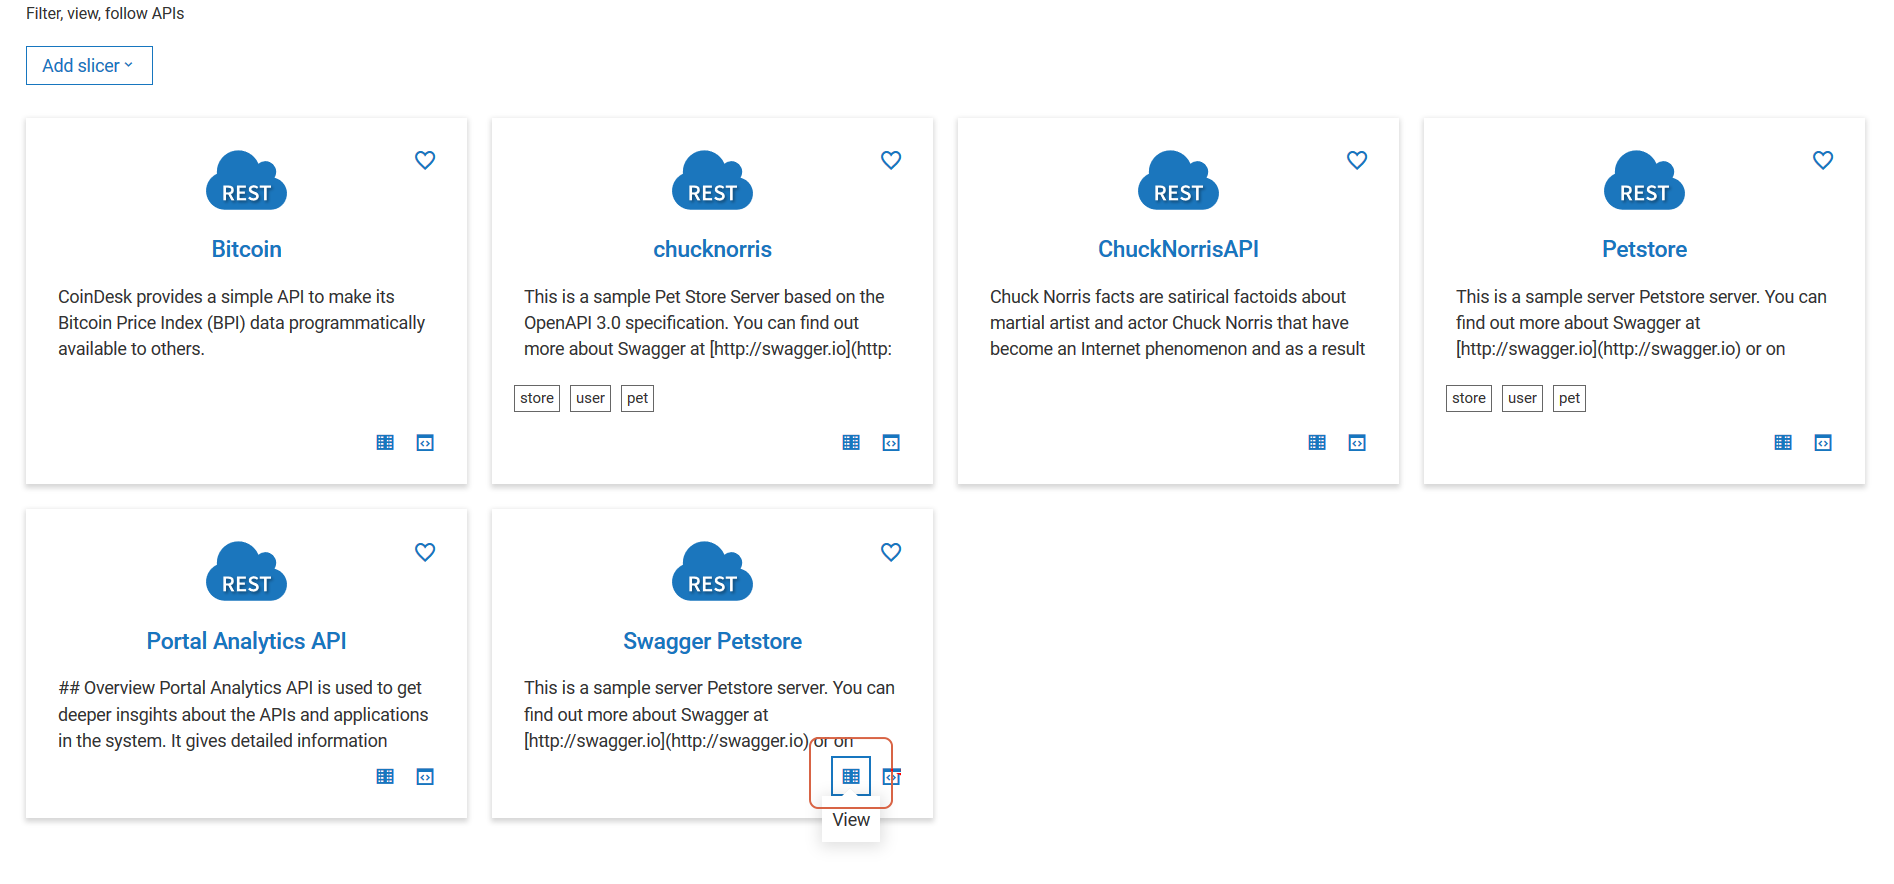 Filter, view, follow APIs
Add slicer
REST
Bitcoin
CoinDesk provides a simple API to make its
Bitcoin Price Index (BPI) data programmatically
available to others.
REST
chucknorris
This is a sample Pet Store Server based on the
OpenAPI 3.0 specification. You can find out
more about Swagger at [http://swagger.io](http:
store user pet
REST
ChuckNorrisAPI
Chuck Norris facts are satirical factoids about
martial artist and actor Chuck Norris that have
become an Internet phenomenon and as a result
REST
Petstore
This is a sample server Petstore server. You can
find out more about Swagger at
[http://swagger.io](http://swagger.io) or on
store user pet
REST
Portal Analytics API
## Overview Portal Analytics API is used to get
deeper insgihts about the APIs and applications
in the system. It gives detailed information
REST
Swagger Petstore
This is a sample server Petstore server. You can
find out more about Swagger at
[http://swagger.io](http://swagger.io) or on
View